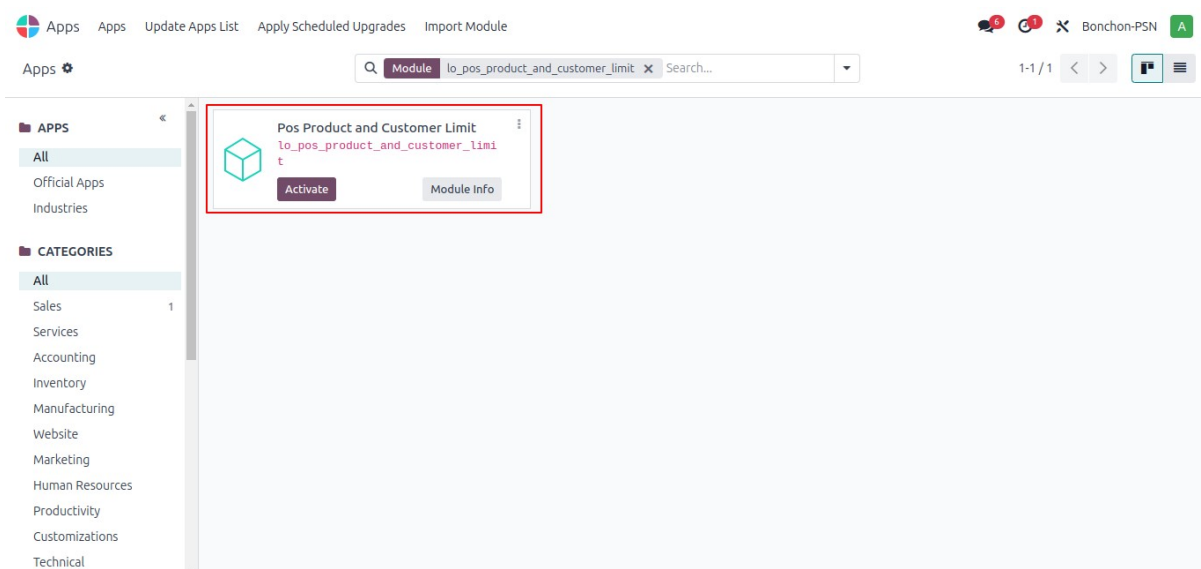 Apps Apps Update Apps List Apply Scheduled Upgrades Import Module 6 1 Bonchon-PSN A
Apps Module lo_pos_product_and_customer_limit x Search... 1-1 / 1
APPS
All
Official Apps
Industries
CATEGORIES
All
Sales 1
Services
Accounting
Inventory
Manufacturing
Website
Marketing
Human Resources
Productivity
Customizations
Technical
Pos Product and Customer Limit
lo_pos_product_and_customer_limi
t
Activate Module Info